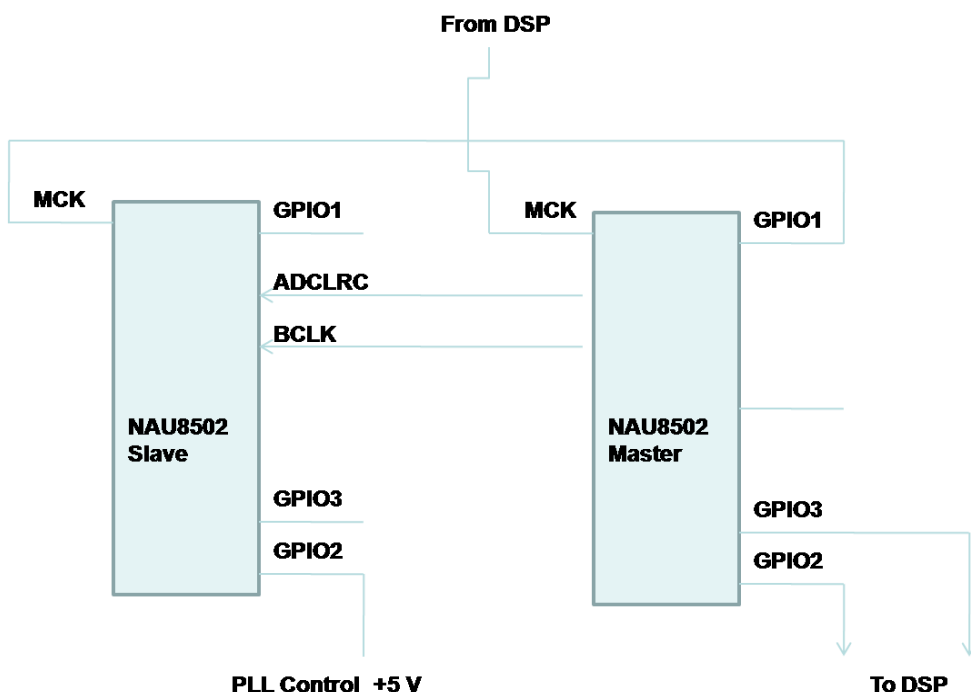 From DSP
MCK
GPIO1
MCK
GPIO1
ADCLRC
BCLK
NAU8502
Slave
NAU8502
Master
GPIO3
GPIO3
GPIO2
GPIO2
PLL Control +5 V
To DSP